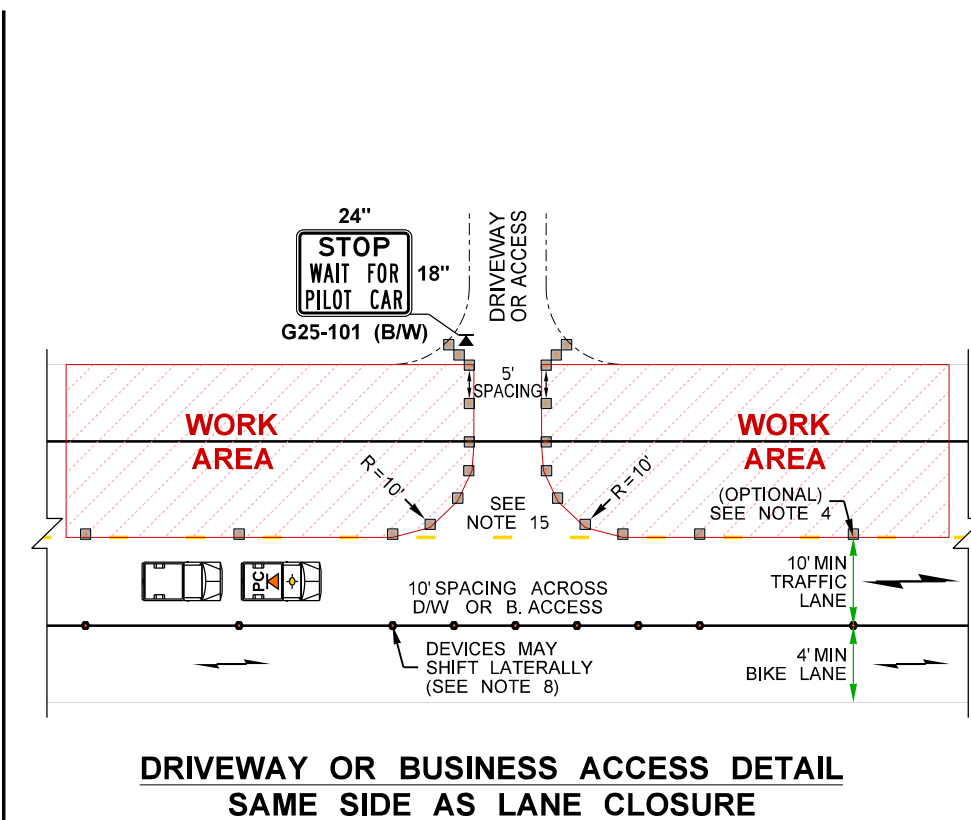 24"
STOP
WAIT FOR
PILOT CAR
18"
G25-101 (B/W)
DRIVEWAY
OR ACCESS
5'
SPACING
WORK
AREA
WORK
AREA
R=10'
R=10'
SEE
NOTE 15
(OPTIONAL)
SEE NOTE 4
PC
10' SPACING ACROSS
D/W OR B. ACCESS
10' MIN
TRAFFIC
LANE
DEVICES MAY
SHIFT LATERALLY
(SEE NOTE 8)
4' MIN
BIKE LANE
DRIVEWAY OR BUSINESS ACCESS DETAIL
SAME SIDE AS LANE CLOSURE